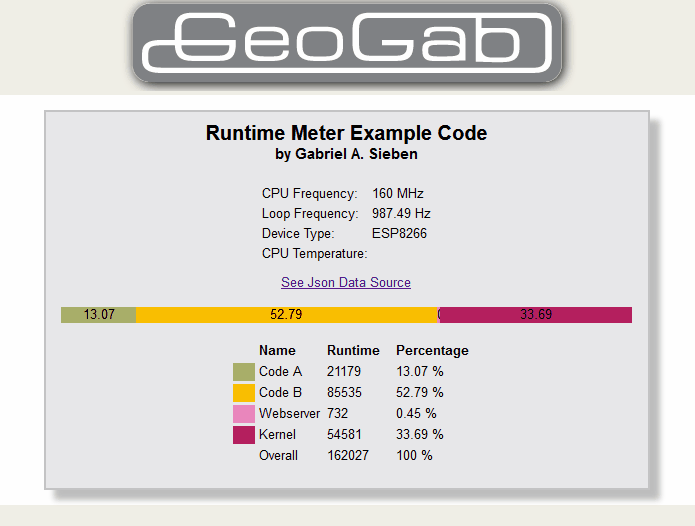 GeoGab
Runtime Meter Example Code
by Gabriel A. Sieben
CPU Frequency: 160 MHz
Loop Frequency: 987.49 Hz
Device Type: ESP8266
CPU Temperature:
See Json Data Source
13.07 52.79 33.69
Name Runtime Percentage
Code A 21179 13.07 %
Code B 85535 52.79 %
Webserver 732 0.45 %
Kernel 54581 33.69 %
Overall 162027 100 %